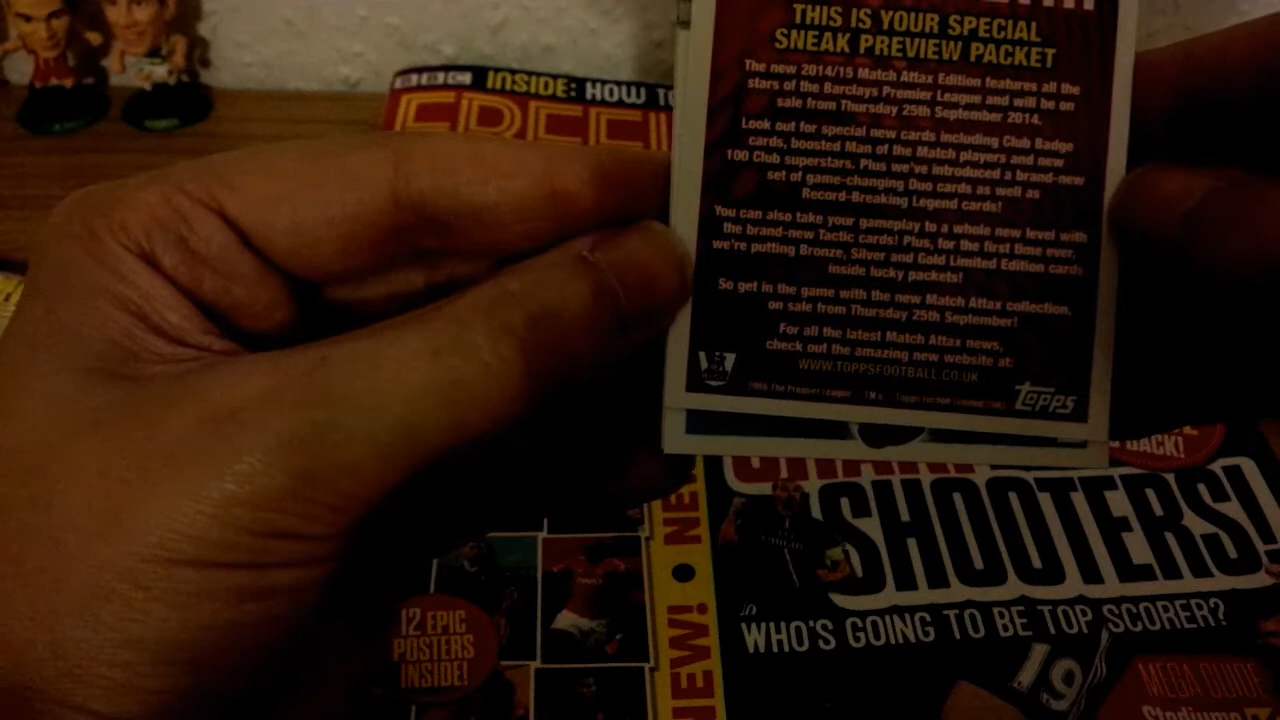 THIS IS YOUR SPECIAL
SNEAK PREVIEW PACKET
The new 2014/15 Match Attax Edition features all the
stars of the Barclays Premier League and will be on
sale from Thursday 25th September 2014.
Look out for special new cards including Club Badge
cards, boosted Man of the Match players and new
100 Club superstars. Plus we've introduced a brand-new
set of game-changing Duo cards as well as
Record-Breaking Legend cards!
You can also take your gameplay to a whole new level with
the brand-new Tactic cards! Plus, for the first time ever,
we're putting Bronze, Silver and Gold Limited Edition cards
inside lucky packets!
So get in the game with the new Match Attax collection,
on sale from Thursday 25th September!
For all the latest Match Attax news,
check out the amazing new website at:
WWW.TOPPSFOOTBALL.CO.UK
The Premier League
Topps
BBC INSIDE: HOW TO
FREE
BACK!
SHOOTERS!
WHO'S GOING TO BE TOP SCORER?
19
MEGA GUIDE
NEW! • NEW
12 EPIC
POSTERS
INSIDE!